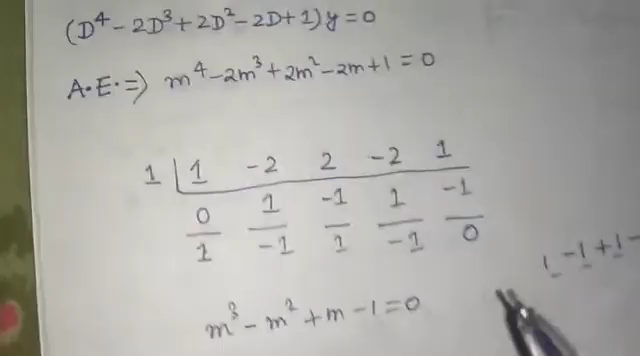 (D⁴ - 2D³ + 2D² - 2D + 1) y = 0
A.E. ⇒ m⁴ - 2m³ + 2m² - 2m + 1 = 0
1 | 1 -2 2 -2 1
0 1 -1 1 -1
1 -1 1 -1 0
1 - 1 + 1 -
m³ - m² + m - 1 = 0